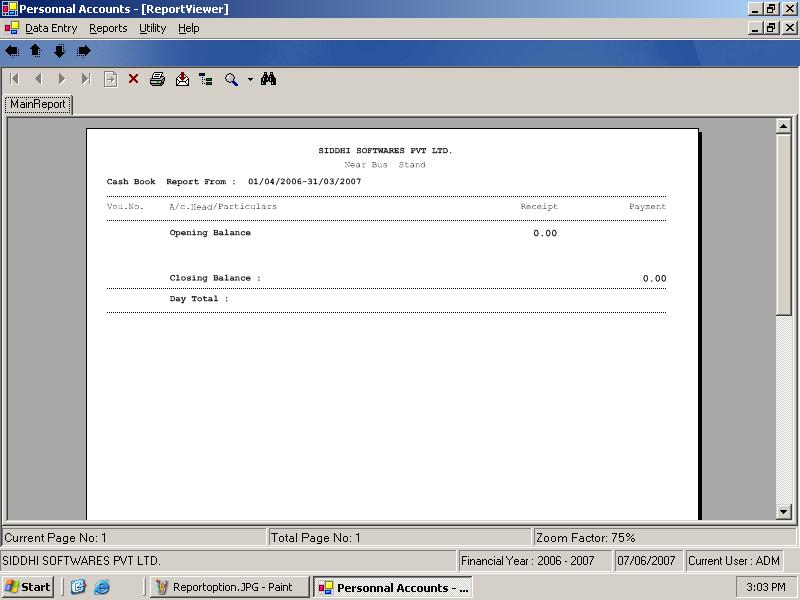 Personnal Accounts - [ReportViewer]
Data Entry Reports Utility Help
MainReport
SIDDHI SOFTWARES PVT LTD.
Near Bus Stand
Cash Book Report From : 01/04/2006-31/03/2007
Vou.No. A/c.Head/Particulars Receipt Payment
Opening Balance 0.00
Closing Balance : 0.00
Day Total :
Current Page No: 1 Total Page No: 1 Zoom Factor: 75%
SIDDHI SOFTWARES PVT LTD. Financial Year : 2006 - 2007 07/06/2007 Current User : ADM
Start Reportoption.JPG - Paint Personnal Accounts - ... 3:03 PM